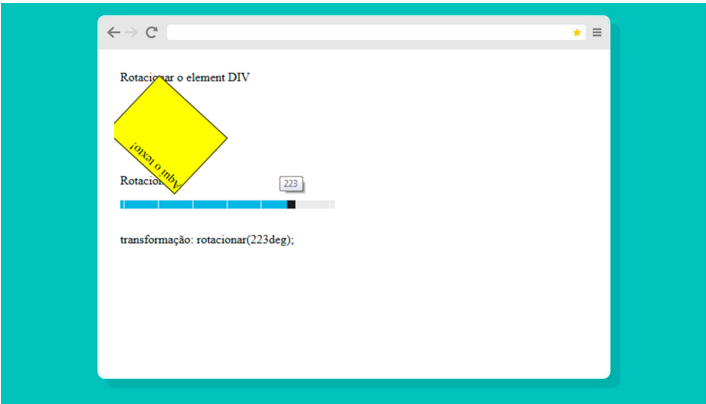 Rotacionar o element DIV
Aqui o texto!
Rotacion
223
transformação: rotacionar(223deg);